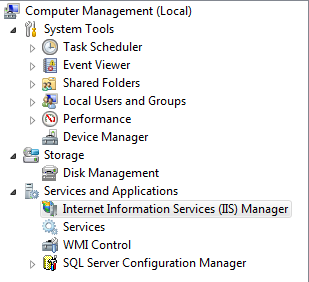 Computer Management (Local)
System Tools
Task Scheduler
Event Viewer
Shared Folders
Local Users and Groups
Performance
Device Manager
Storage
Disk Management
Services and Applications
Internet Information Services (IIS) Manager
Services
WMI Control
SQL Server Configuration Manager